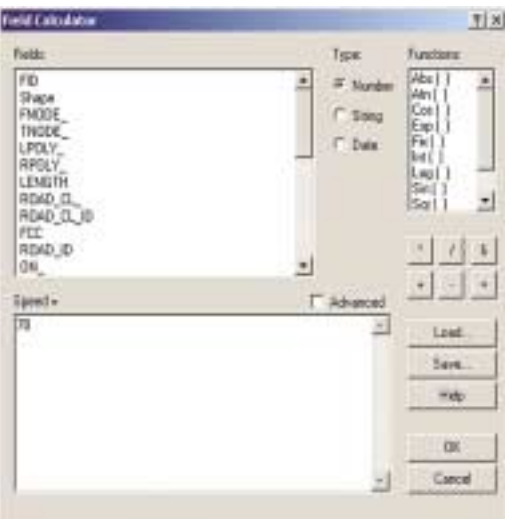 Field Calculator
Fields:
FID
Shape
FNODE_
TNODE_
LPOLY_
RPOLY_
LENGTH
ROAD_CL_
ROAD_CL_ID
FCC
ROAD_ID
ON_
Type:
Number
String
Date
Functions:
Abs( )
Atn( )
Cos( )
Exp( )
Fix( )
Int( )
Log( )
Sin( )
Sqr( )
* / &
+ - =
Speed =
Advanced
70
Load...
Save...
Help
OK
Cancel